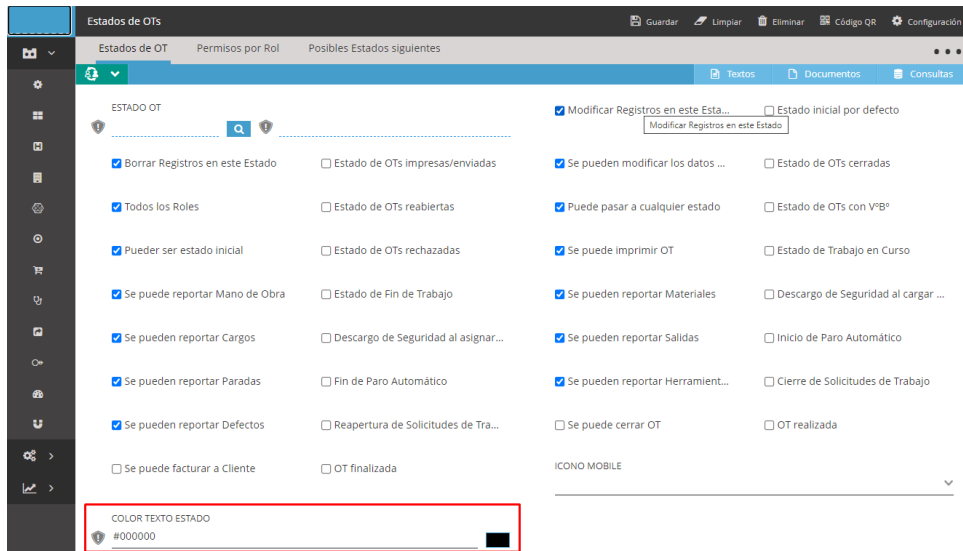 Estados de OTs
Guardar Limpiar Eliminar Código QR Configuración
Estados de OT Permisos por Rol Posibles Estados siguientes
Textos Documentos Consultas
ESTADO OT
Modificar Registros en este Esta... Estado inicial por defecto
Modificar Registros en este Estado
Borrar Registros en este Estado Estado de OTs impresas/enviadas Se pueden modificar los datos ... Estado de OTs cerradas
Todos los Roles Estado de OTs reabiertas Puede pasar a cualquier estado Estado de OTs con VºBº
Pueder ser estado inicial Estado de OTs rechazadas Se puede imprimir OT Estado de Trabajo en Curso
Se puede reportar Mano de Obra Estado de Fin de Trabajo Se pueden reportar Materiales Descargo de Seguridad al cargar ...
Se pueden reportar Cargos Descargo de Seguridad al asignar... Se pueden reportar Salidas Inicio de Paro Automático
Se pueden reportar Paradas Fin de Paro Automático Se pueden reportar Herramient... Cierre de Solicitudes de Trabajo
Se pueden reportar Defectos Reapertura de Solicitudes de Tra... Se puede cerrar OT OT realizada
Se puede facturar a Cliente OT finalizada ICONO MOBILE
COLOR TEXTO ESTADO
#000000